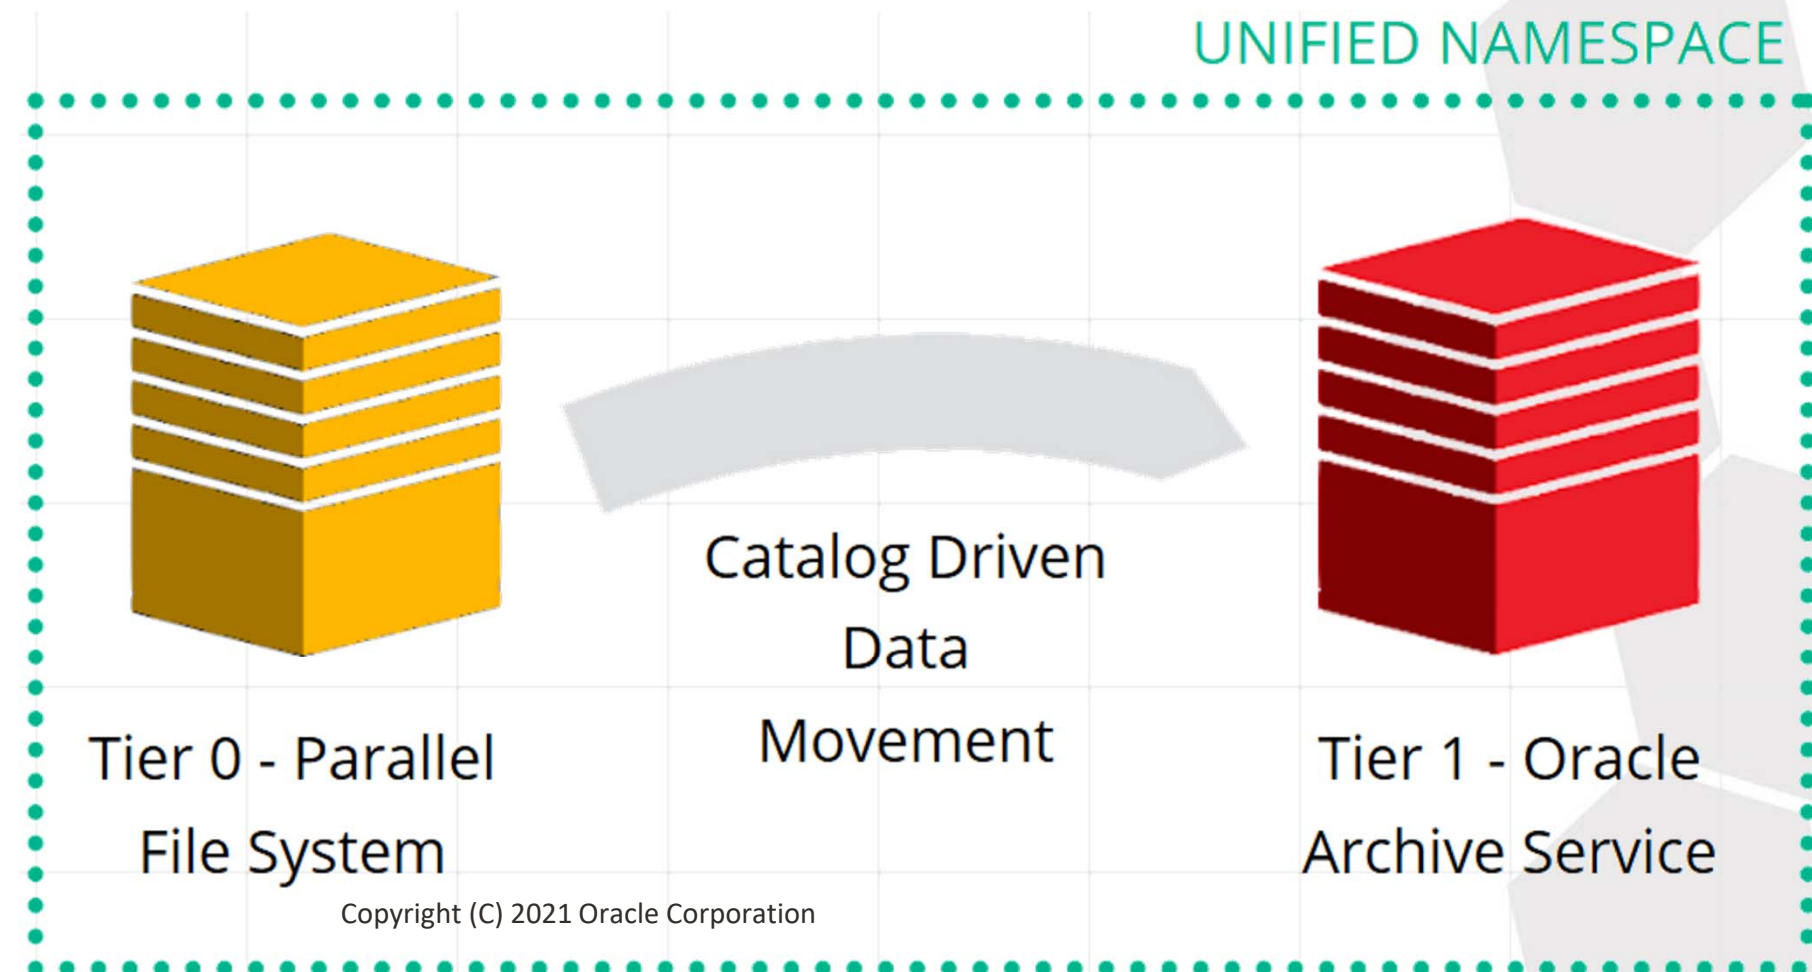 UNIFIED NAMESPACE
Catalog Driven
Data
Movement
Tier 0 - Parallel
File System
Tier 1 - Oracle
Archive Service
Copyright (C) 2021 Oracle Corporation